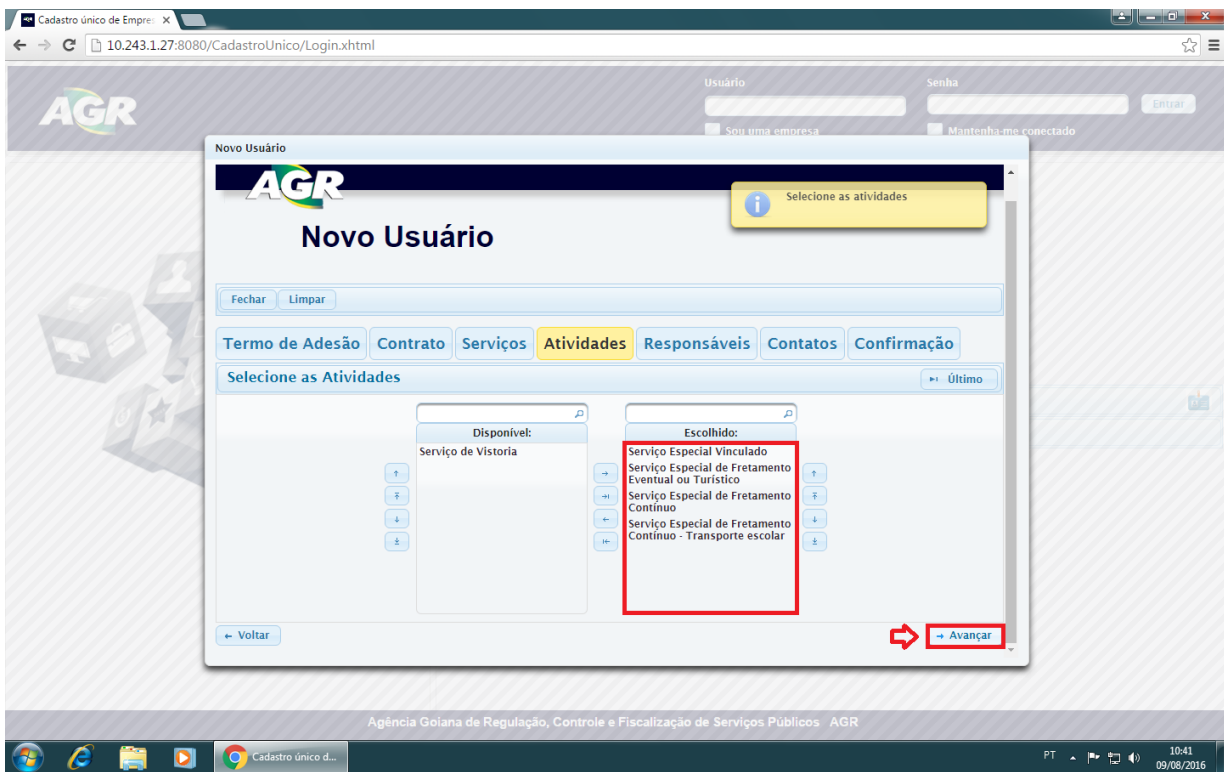 Cadastro único de Empre
10.243.1.27:8080/CadastroUnico/Login.xhtml
AGR
Usuário
Senha
Entrar
Sou uma empresa
Mantenha-me conectado
Novo Usuário
AGR
Selecione as atividades
Novo Usuário
Fechar
Limpar
Termo de Adesão
Contrato
Serviços
Atividades
Responsáveis
Contatos
Confirmação
Selecione as Atividades
Último
Disponível:
Serviço de Vistoria
Escolhido:
Serviço Especial Vinculado
Serviço Especial de Fretamento
Eventual ou Turístico
Serviço Especial de Fretamento
Contínuo
Serviço Especial de Fretamento
Contínuo - Transporte escolar
Voltar
Avançar
Agência Goiana de Regulação, Controle e Fiscalização de Serviços Públicos AGR
Cadastro único d...
PT
10:41
09/08/2016